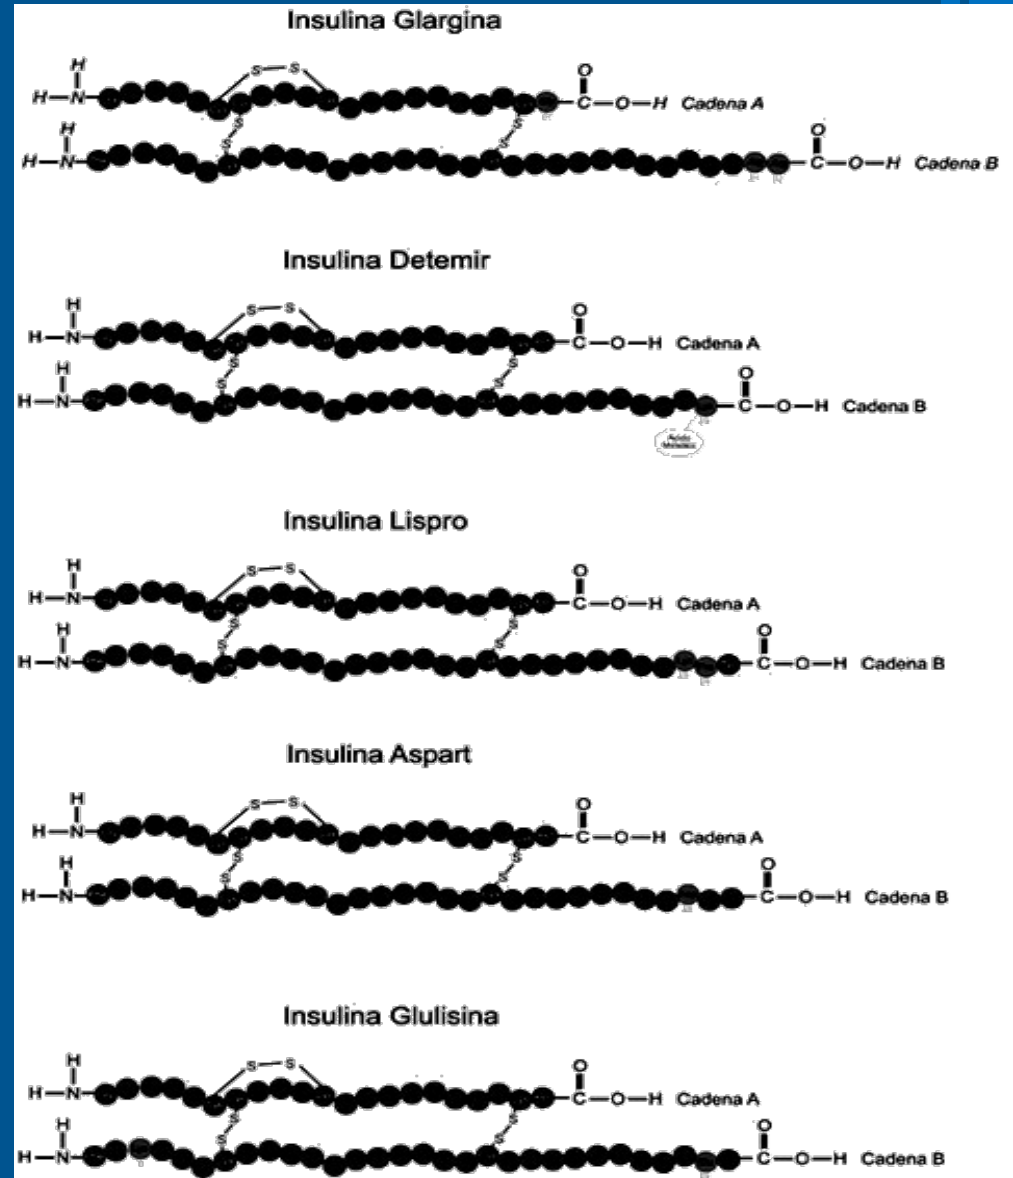 Insulina Glargina
H
S S
O
H N C O H Cadena A
H
S
S
S
S
O
H N C O H Cadena B
Insulina Detemir
H
S S
O
H N C O H Cadena A
H
S
S
S
S
O
H N C O H Cadena B
Insulina Lispro
H
S S
O
H N C O H Cadena A
H
S
S
S
S
O
H N C O H Cadena B
Insulina Aspart
H
S S
O
H N C O H Cadena A
H
S
S
S
S
O
H N C O H Cadena B
Insulina Glulisina
H
S S
O
H N C O H Cadena A
H
S
S
S
S
O
H N C O H Cadena B